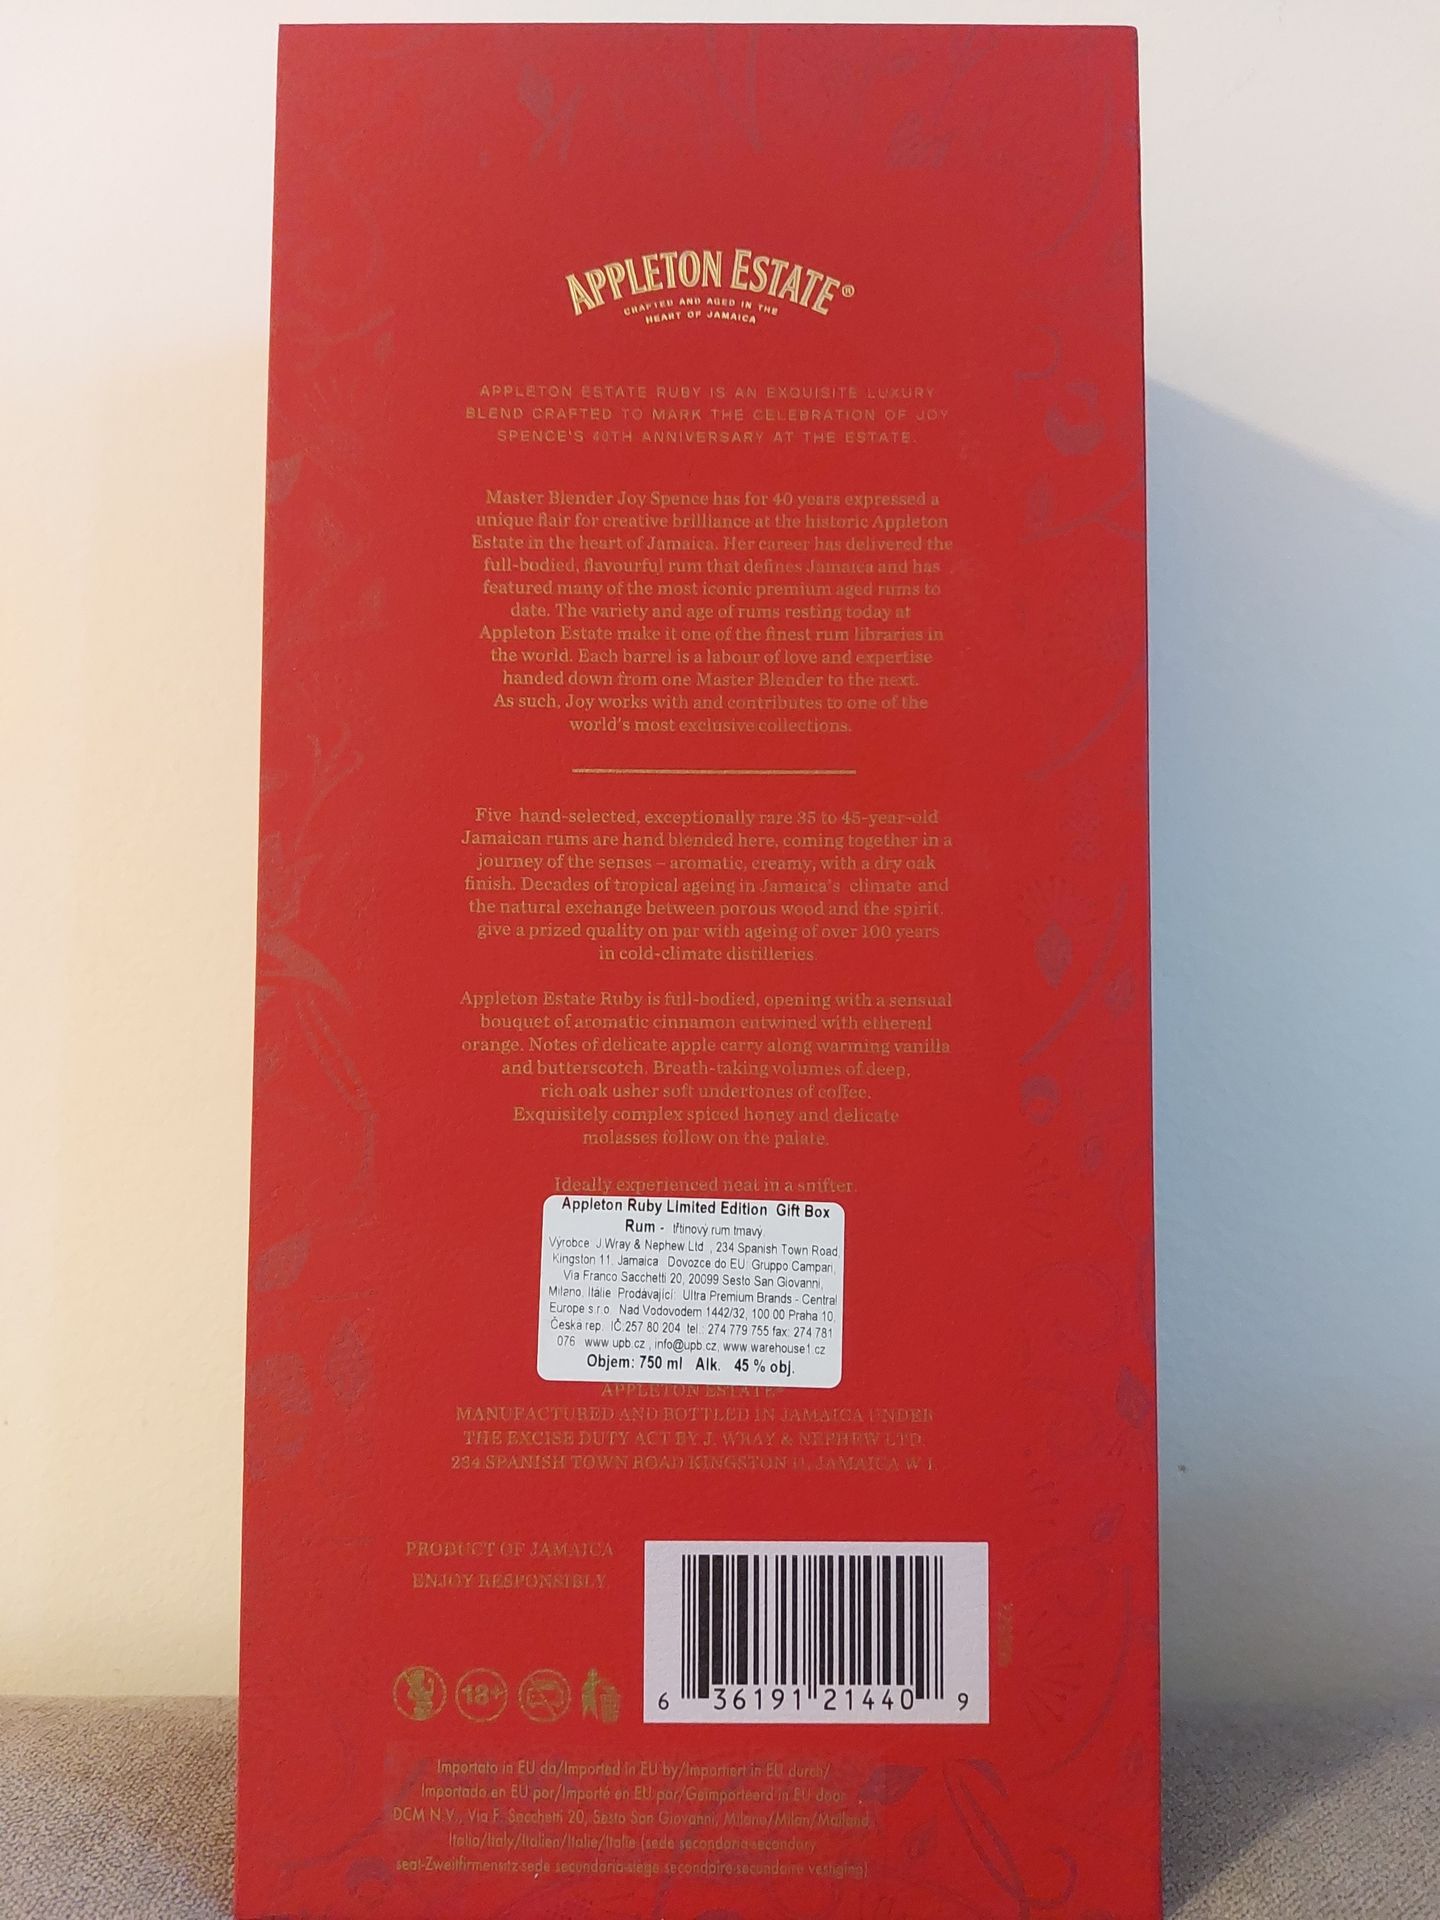 APPLETON ESTATE®
CRAFTED AND AGED IN THE
HEART OF JAMAICA
APPLETON ESTATE RUBY IS AN EXQUISITE LUXURY
BLEND CRAFTED TO MARK THE CELEBRATION OF JOY
SPENCE'S 40TH ANNIVERSARY AT THE ESTATE.
Master Blender Joy Spence has for 40 years expressed a
unique flair for creative brilliance at the historic Appleton
Estate in the heart of Jamaica. Her career has delivered the
full-bodied, flavourful rum that defines Jamaica and has
featured many of the most iconic premium aged rums to
date. The variety and age of rums resting today at
Appleton Estate make it one of the finest rum libraries in
the world. Each barrel is a labour of love and expertise
handed down from one Master Blender to the next.
As such, Joy works with and contributes to one of the
world's most exclusive collections.
Five hand-selected, exceptionally rare 35 to 45-year-old
Jamaican rums are hand blended here, coming together in a
journey of the senses – aromatic, creamy, with a dry oak
finish. Decades of tropical ageing in Jamaica's climate and
the natural exchange between porous wood and the spirit,
give a prized quality on par with ageing of over 100 years
in cold-climate distilleries.
Appleton Estate Ruby is full-bodied, opening with a sensual
bouquet of aromatic cinnamon entwined with ethereal
orange. Notes of delicate apple carry along warming vanilla
and butterscotch. Breath-taking volumes of deep,
rich oak usher soft undertones of coffee.
Exquisitely complex spiced honey and delicate
molasses follow on the palate.
Ideally experienced neat in a snifter.
Appleton Ruby LImited Edition Gift Box
Rum - třtinový rum tmavý
Výrobce J.Wray & Nephew Ltd , 234 Spanish Town Road,
Kingston 11, Jamaica Dovozce do EU: Gruppo Campari,
Via Franco Sacchetti 20, 20099 Sesto San Giovanni,
Milano, Itálie Prodávající: Ultra Premium Brands - Central
Europe s.r.o. Nad Vodovodem 1442/32, 100 00 Praha 10,
Česká rep. IČ:257 80 204 tel.: 274 779 755 fax: 274 781
076 www.upb.cz , info@upb.cz, www.warehouse1.cz
Objem: 750 ml Alk. 45 % obj.
APPLETON ESTATE®
MANUFACTURED AND BOTTLED IN JAMAICA UNDER
THE EXCISE DUTY ACT BY J. WRAY & NEPHEW LTD.
234 SPANISH TOWN ROAD KINGSTON 11, JAMAICA W.I.
PRODUCT OF JAMAICA
ENJOY RESPONSIBLY
18+
6 36191 21440 9
Importato in EU da/Imported in EU by/Importiert in EU durch/
Importado en EU por/Importé en EU par/Geïmporteerd in EU door
DCM N.V., Via F. Sacchetti 20, Sesto San Giovanni, Milano/Milan/Mailand
Italia/Italy/Italien/Italie/Italie (sede secondaria-secondary
seat-Zweitfirmensitz-sede secundaria-siege secondaire-secundaire vestiging)